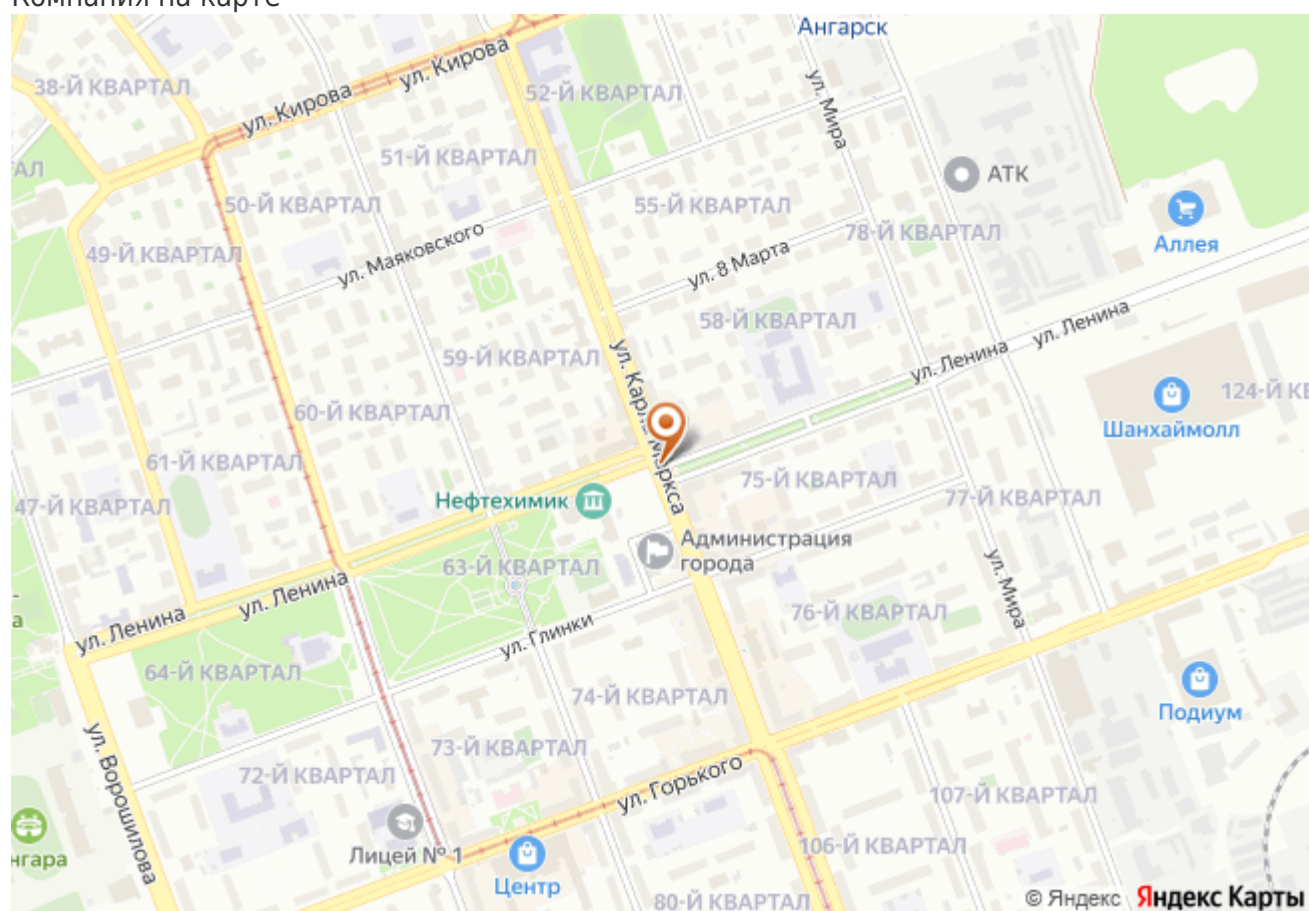 Компания на карте
Ангарск
ул. Кирова
38-Й КВАРТАЛ
52-Й КВАРТАЛ
ул. Кирова
ул. Мира
51-Й КВАРТАЛ
АЛ
АТК
50-Й КВАРТАЛ
55-Й КВАРТАЛ
78-Й КВАРТАЛ
Аллея
49-Й КВАРТАЛ
ул. Маяковского
ул. 8 Марта
58-Й КВАРТАЛ
ул. Ленина
59-Й КВАРТАЛ
ул. Ленина
ул. Карла Маркса
124-Й КВ
60-Й КВАРТАЛ
Шанхаймолл
61-Й КВАРТАЛ
75-Й КВАРТАЛ
47-Й КВАРТАЛ
Нефтехимик
77-Й КВАРТАЛ
Администрация
города
63-Й КВАРТАЛ
ул. Ленина
ул. Мира
а
ул. Ленина
76-Й КВАРТАЛ
ул. Глинки
64-Й КВАРТАЛ
74-Й КВАРТАЛ
Подиум
73-Й КВАРТАЛ
ул. Ворошилова
72-Й КВАРТАЛ
ул. Горького
107-Й КВАРТАЛ
нгара
Лицей № 1
106-Й КВАРТАЛ
Центр
80-Й КВАРТАЛ
© Яндекс Яндекс Карты